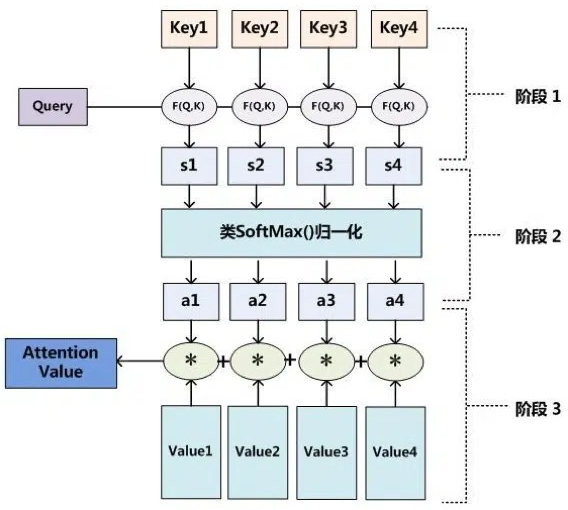 Key1 Key2 Key3 Key4
阶段 1
Query F(Q,K) F(Q,K) F(Q,K) F(Q,K)
s1 s2 s3 s4
类SoftMax()归一化
阶段 2
a1 a2 a3 a4
Attention
Value
* + * + * + *
阶段 3
Value1 Value2 Value3 Value4